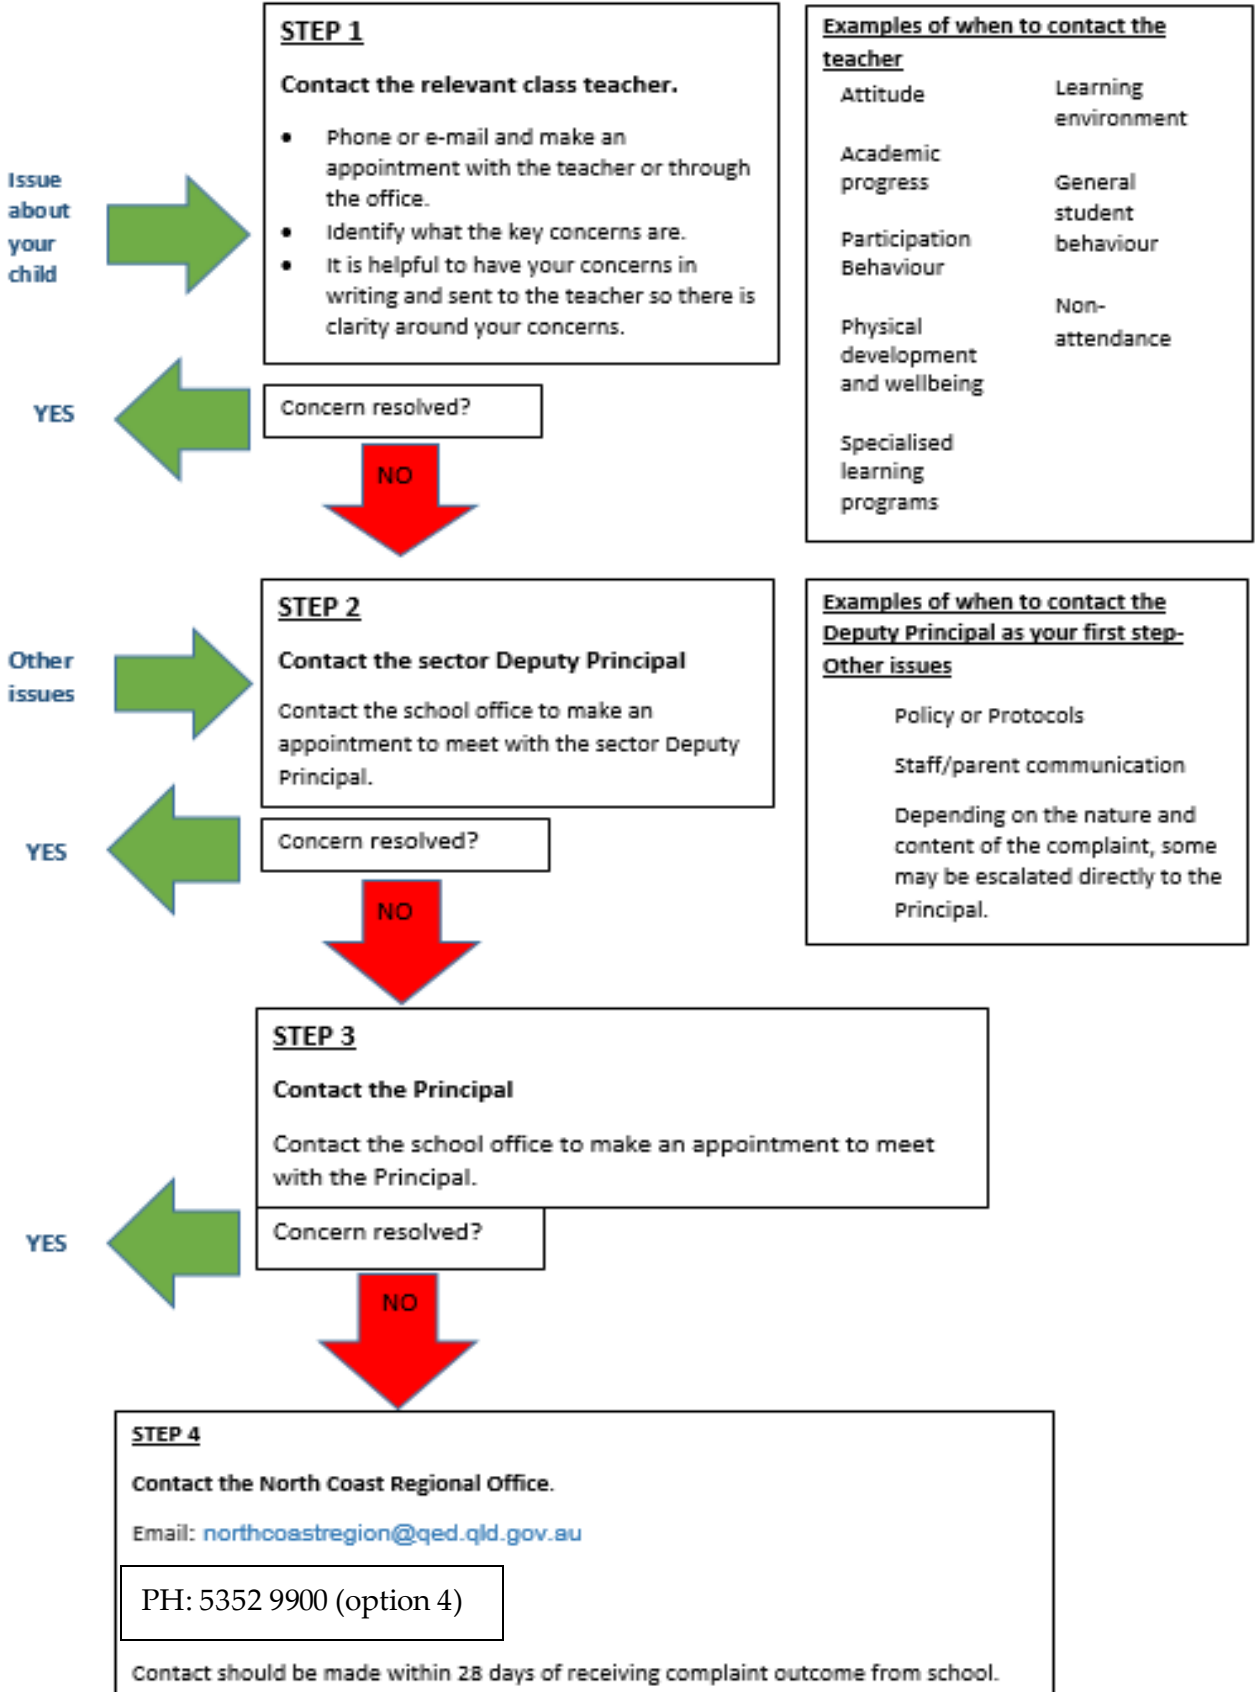 STEP 1
Contact the relevant class teacher.
• Phone or e-mail and make an
appointment with the teacher or through
the office.
• Identify what the key concerns are.
• It is helpful to have your concerns in
writing and sent to the teacher so there is
clarity around your concerns.
Issue
about
your
child
Examples of when to contact the
teacher
Attitude
Academic
progress
Participation
Behaviour
Physical
development
and wellbeing
Specialised
learning
programs
Learning
environment
General
student
behaviour
Non-
attendance
YES
Concern resolved?
NO
Other
issues
STEP 2
Contact the sector Deputy Principal
Contact the school office to make an
appointment to meet with the sector Deputy
Principal.
Examples of when to contact the
Deputy Principal as your first step-
Other issues
Policy or Protocols
Staff/parent communication
Depending on the nature and
content of the complaint, some
may be escalated directly to the
Principal.
YES
Concern resolved?
NO
STEP 3
Contact the Principal
Contact the school office to make an appointment to meet
with the Principal.
YES
Concern resolved?
NO
STEP 4
Contact the North Coast Regional Office.
Email: northcoastregion@qed.qld.gov.au
PH: 5352 9900 (option 4)
Contact should be made within 28 days of receiving complaint outcome from school.